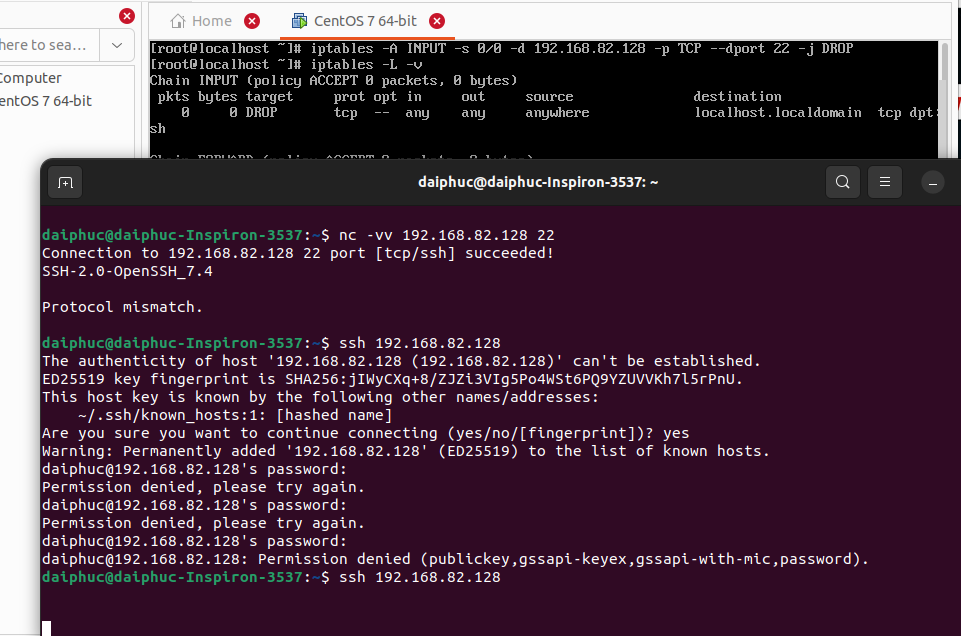 Home
CentOS 7 64-bit
here to sea...
Computer
entOS 7 64-bit
[root@localhost ~]# iptables -A INPUT -s 0/0 -d 192.168.82.128 -p TCP --dport 22 -j DROP
[root@localhost ~]# iptables -L -v
Chain INPUT (policy ACCEPT 0 packets, 0 bytes)
pkts bytes target prot opt in out source destination
0 0 DROP tcp -- any any anywhere localhost.localdomain tcp dpt:
sh
Chain FORWARD (policy ACCEPT 0 packets, 0 bytes)
daiphuc@daiphuc-Inspiron-3537: ~
daiphuc@daiphuc-Inspiron-3537:~$ nc -vv 192.168.82.128 22
Connection to 192.168.82.128 22 port [tcp/ssh] succeeded!
SSH-2.0-OpenSSH_7.4
Protocol mismatch.
daiphuc@daiphuc-Inspiron-3537:~$ ssh 192.168.82.128
The authenticity of host '192.168.82.128 (192.168.82.128)' can't be established.
ED25519 key fingerprint is SHA256:jIWyCXq+8/ZJZi3VIg5Po4WSt6PQ9YZUVVKh7l5rPnU.
This host key is known by the following other names/addresses:
~/.ssh/known_hosts:1: [hashed name]
Are you sure you want to continue connecting (yes/no/[fingerprint])? yes
Warning: Permanently added '192.168.82.128' (ED25519) to the list of known hosts.
daiphuc@192.168.82.128's password:
Permission denied, please try again.
daiphuc@192.168.82.128's password:
Permission denied, please try again.
daiphuc@192.168.82.128's password:
daiphuc@192.168.82.128: Permission denied (publickey,gssapi-keyex,gssapi-with-mic,password).
daiphuc@daiphuc-Inspiron-3537:~$ ssh 192.168.82.128